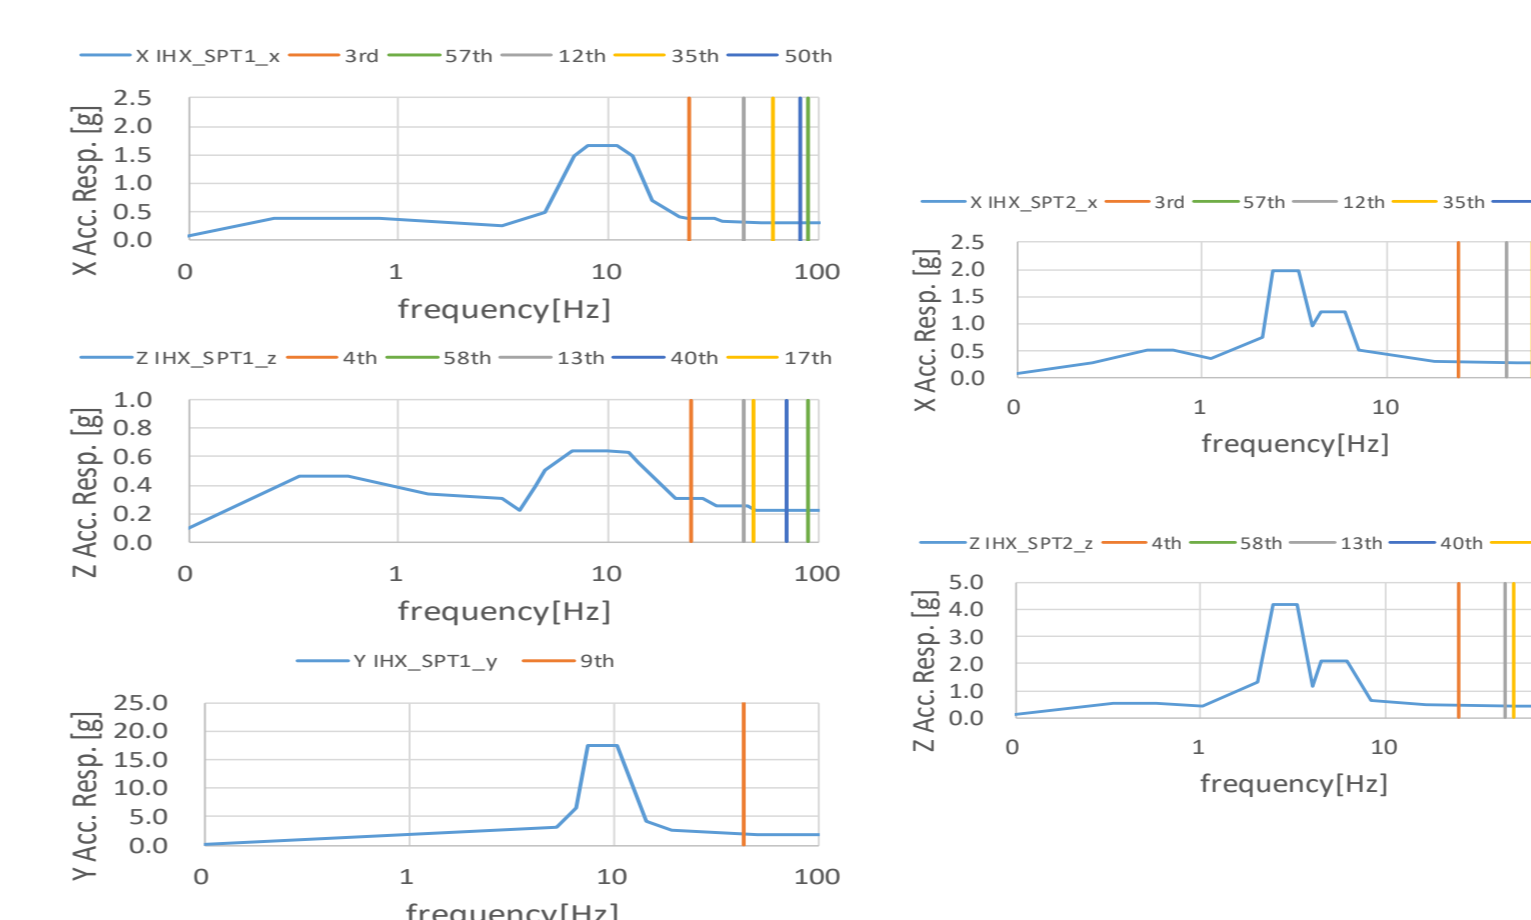 X IHX_SPT1_x 3rd 57th 12th 35th 50th
X Acc. Resp. [g]
2.5
2.0
1.5
1.0
0.5
0.0
0 1 10 100
frequency[Hz]
Z IHX_SPT1_z 4th 58th 13th 40th 17th
Z Acc. Resp. [g]
1.0
0.8
0.6
0.4
0.2
0.0
0 1 10 100
frequency[Hz]
Y IHX_SPT1_y 9th
Y Acc. Resp. [g]
25.0
20.0
15.0
10.0
5.0
0.0
0 1 10 100
frequency[Hz]
X IHX_SPT2_x 3rd 57th 12th 35th
X Acc. Resp. [g]
2.5
2.0
1.5
1.0
0.5
0.0
0 1 10
frequency[Hz]
Z IHX_SPT2_z 4th 58th 13th 40th
Z Acc. Resp. [g]
5.0
4.0
3.0
2.0
1.0
0.0
0 1 10
frequency[Hz]